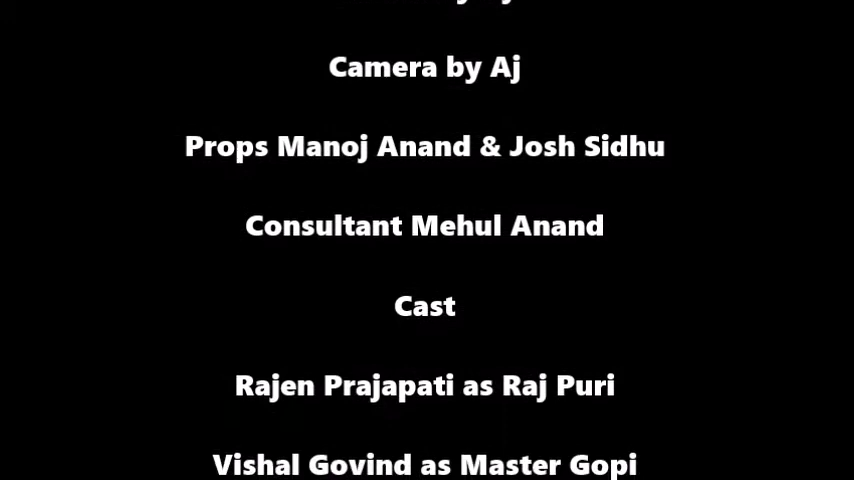 Camera by Aj
Props Manoj Anand & Josh Sidhu
Consultant Mehul Anand
Cast
Rajen Prajapati as Raj Puri
Vishal Govind as Master Gopi